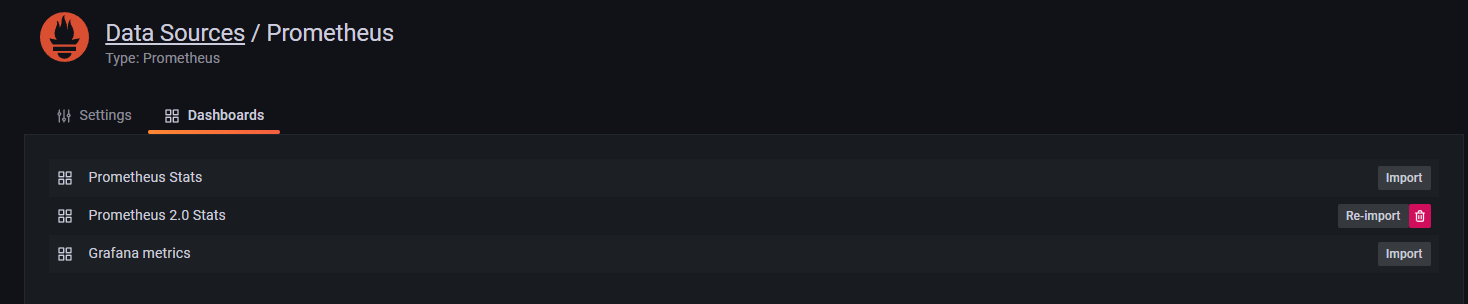 Data Sources / Prometheus
Type: Prometheus
Settings Dashboards
Prometheus Stats Import
Prometheus 2.0 Stats Re-import
Grafana metrics Import